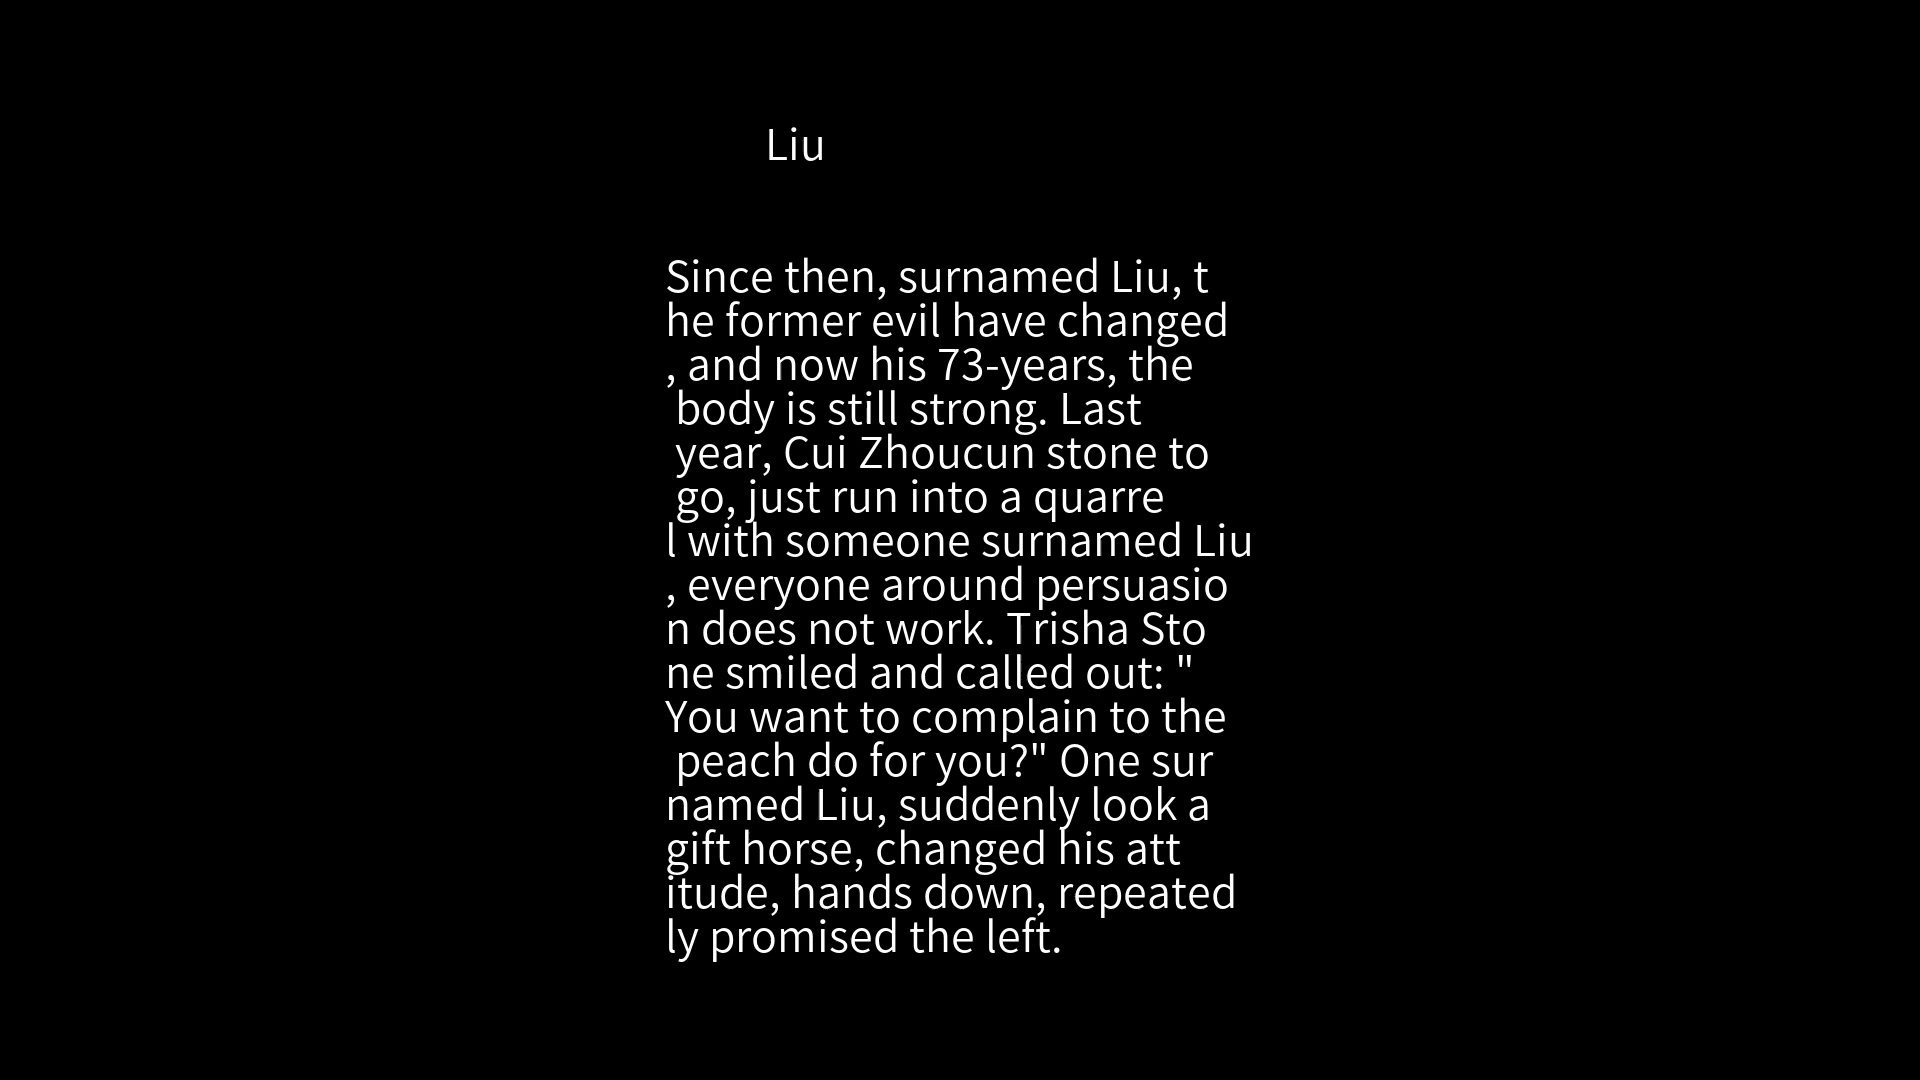 Liu
Since then, surnamed Liu, t
he former evil have changed
, and now his 73-years, the
body is still strong. Last
year, Cui Zhoucun stone to
go, just run into a quarre
l with someone surnamed Liu
, everyone around persuasio
n does not work. Trisha Sto
ne smiled and called out: "
You want to complain to the
peach do for you?" One sur
named Liu, suddenly look a
gift horse, changed his att
itude, hands down, repeated
ly promised the left.